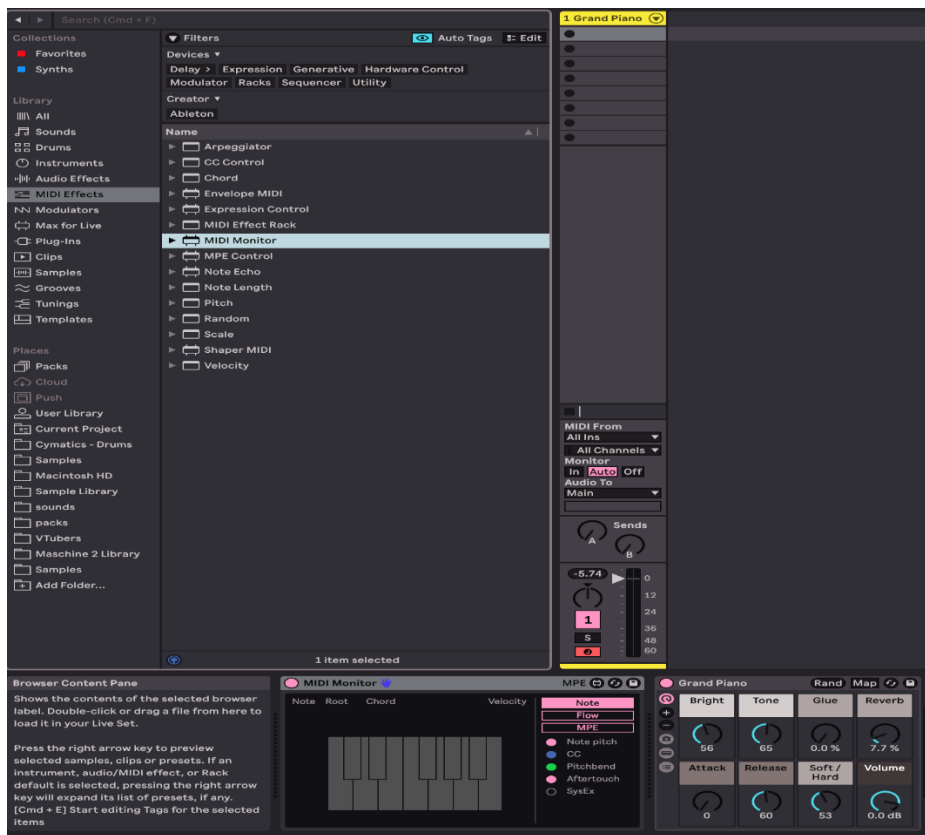 Search (Cmd + F)
Collections
Favorites
Synths
Library
All
Sounds
Drums
Instruments
Audio Effects
MIDI Effects
Modulators
Max for Live
Plug-Ins
Clips
Samples
Grooves
Tunings
Templates
Places
Packs
Cloud
Push
User Library
Current Project
Cymatics - Drums
Samples
Macintosh HD
Sample Library
sounds
packs
VTubers
Maschine 2 Library
Samples
Add Folder...
Filters Auto Tags Edit
Devices
Delay > Expression Generative Hardware Control
Modulator Racks Sequencer Utility
Creator
Ableton
Name
Arpeggiator
CC Control
Chord
Envelope MIDI
Expression Control
MIDI Effect Rack
MIDI Monitor
MPE Control
Note Echo
Note Length
Pitch
Random
Scale
Shaper MIDI
Velocity
1 item selected
1 Grand Piano
MIDI From
All Ins
All Channels
Monitor
In Auto Off
Audio To
Main
Sends
A
B
-5.74
0
12
24
36
48
60
1
S
Browser Content Pane
Shows the contents of the selected browser
label. Double-click or drag a file from here to
load it in your Live Set.
Press the right arrow key to preview
selected samples, clips or presets. If an
instrument, audio/MIDI effect, or Rack
default is selected, pressing the right arrow
key will expand its list of presets, if any.
[Cmd + E] Start editing Tags for the selected
items
MIDI Monitor MPE
Note Root Chord Velocity
Note
Flow
MPE
Note pitch
CC
Pitchbend
Aftertouch
SysEx
Grand Piano Rand Map
Bright Tone Glue Reverb
56 65 0.0 % 7.7 %
Attack Release Soft / Hard Volume
0 60 53 0.0 dB